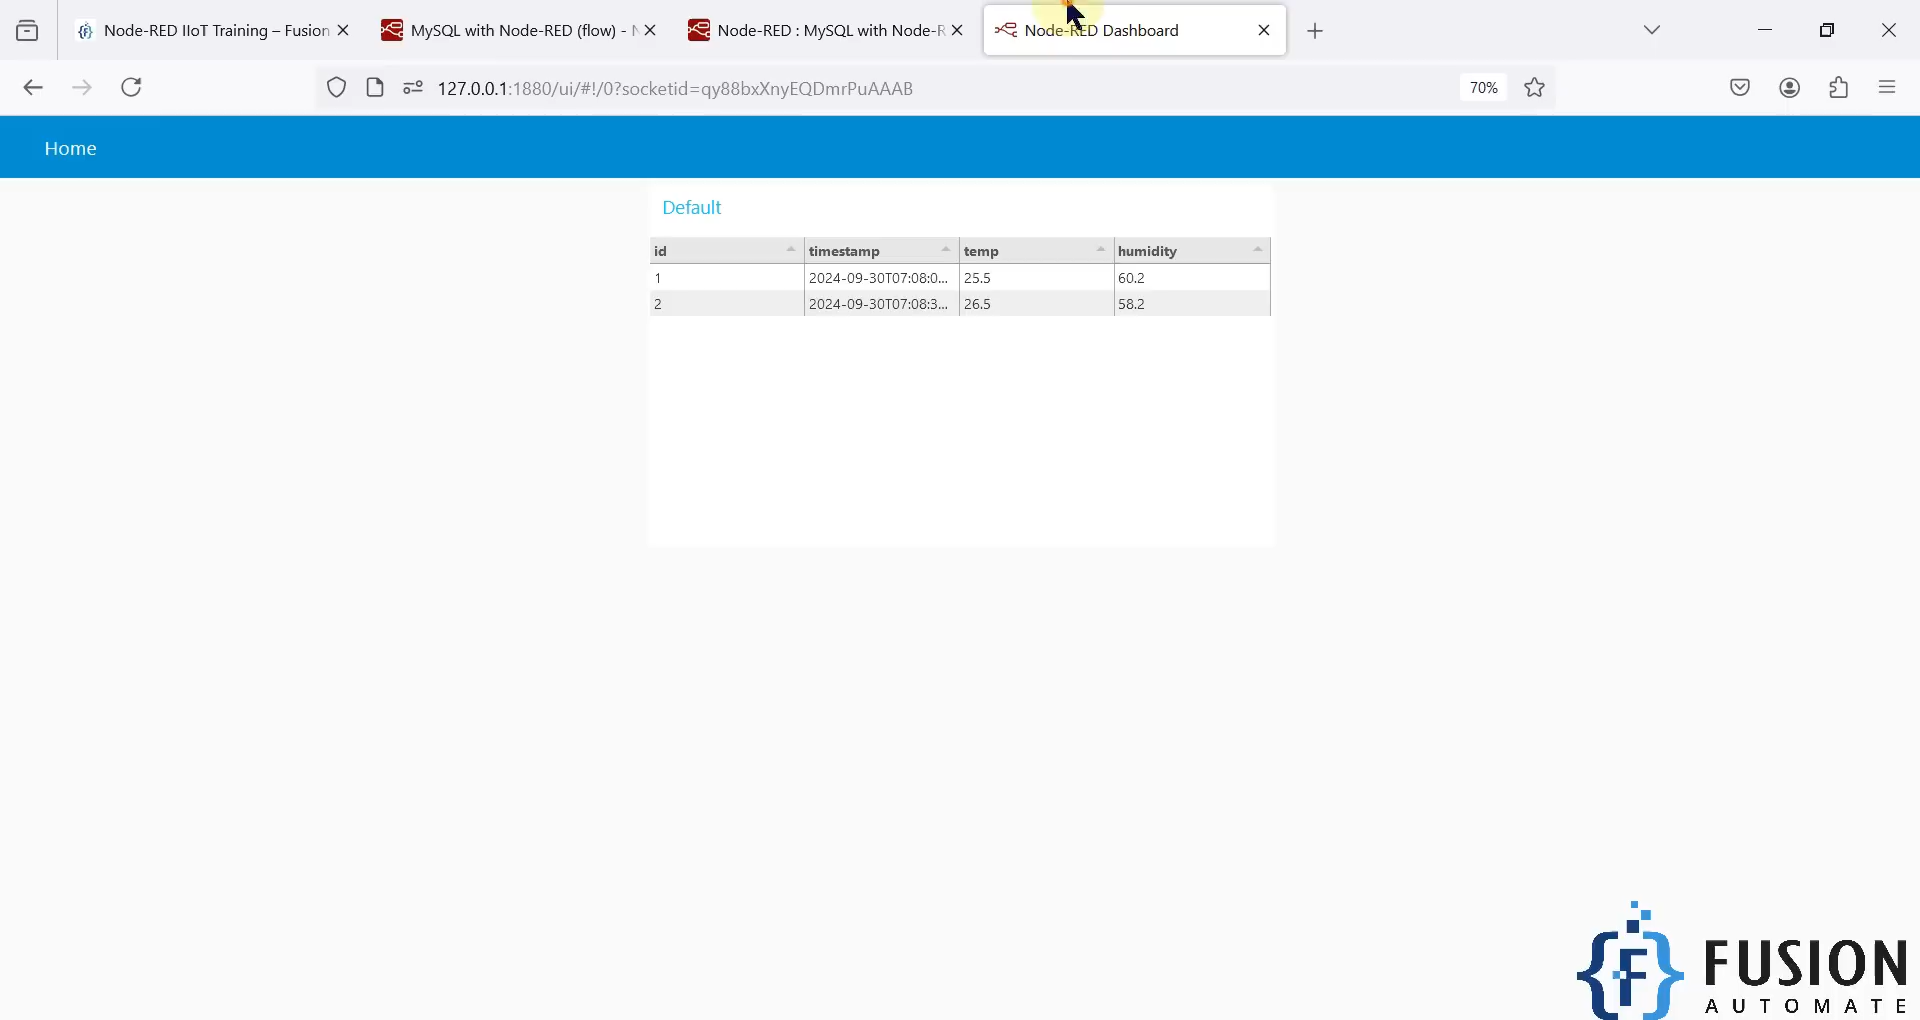 Node-RED IIoT Training – Fusion
MySQL with Node-RED (flow) - N
Node-RED : MySQL with Node-R
Node-RED Dashboard
127.0.0.1:1880/ui/#!/0?socketid=qy88bxXnyEQDmrPuAAAB
70%
Home
Default
id timestamp temp humidity
1 2024-09-30T07:08:0... 25.5 60.2
2 2024-09-30T07:08:3... 26.5 58.2
FUSION
AUTOMATE